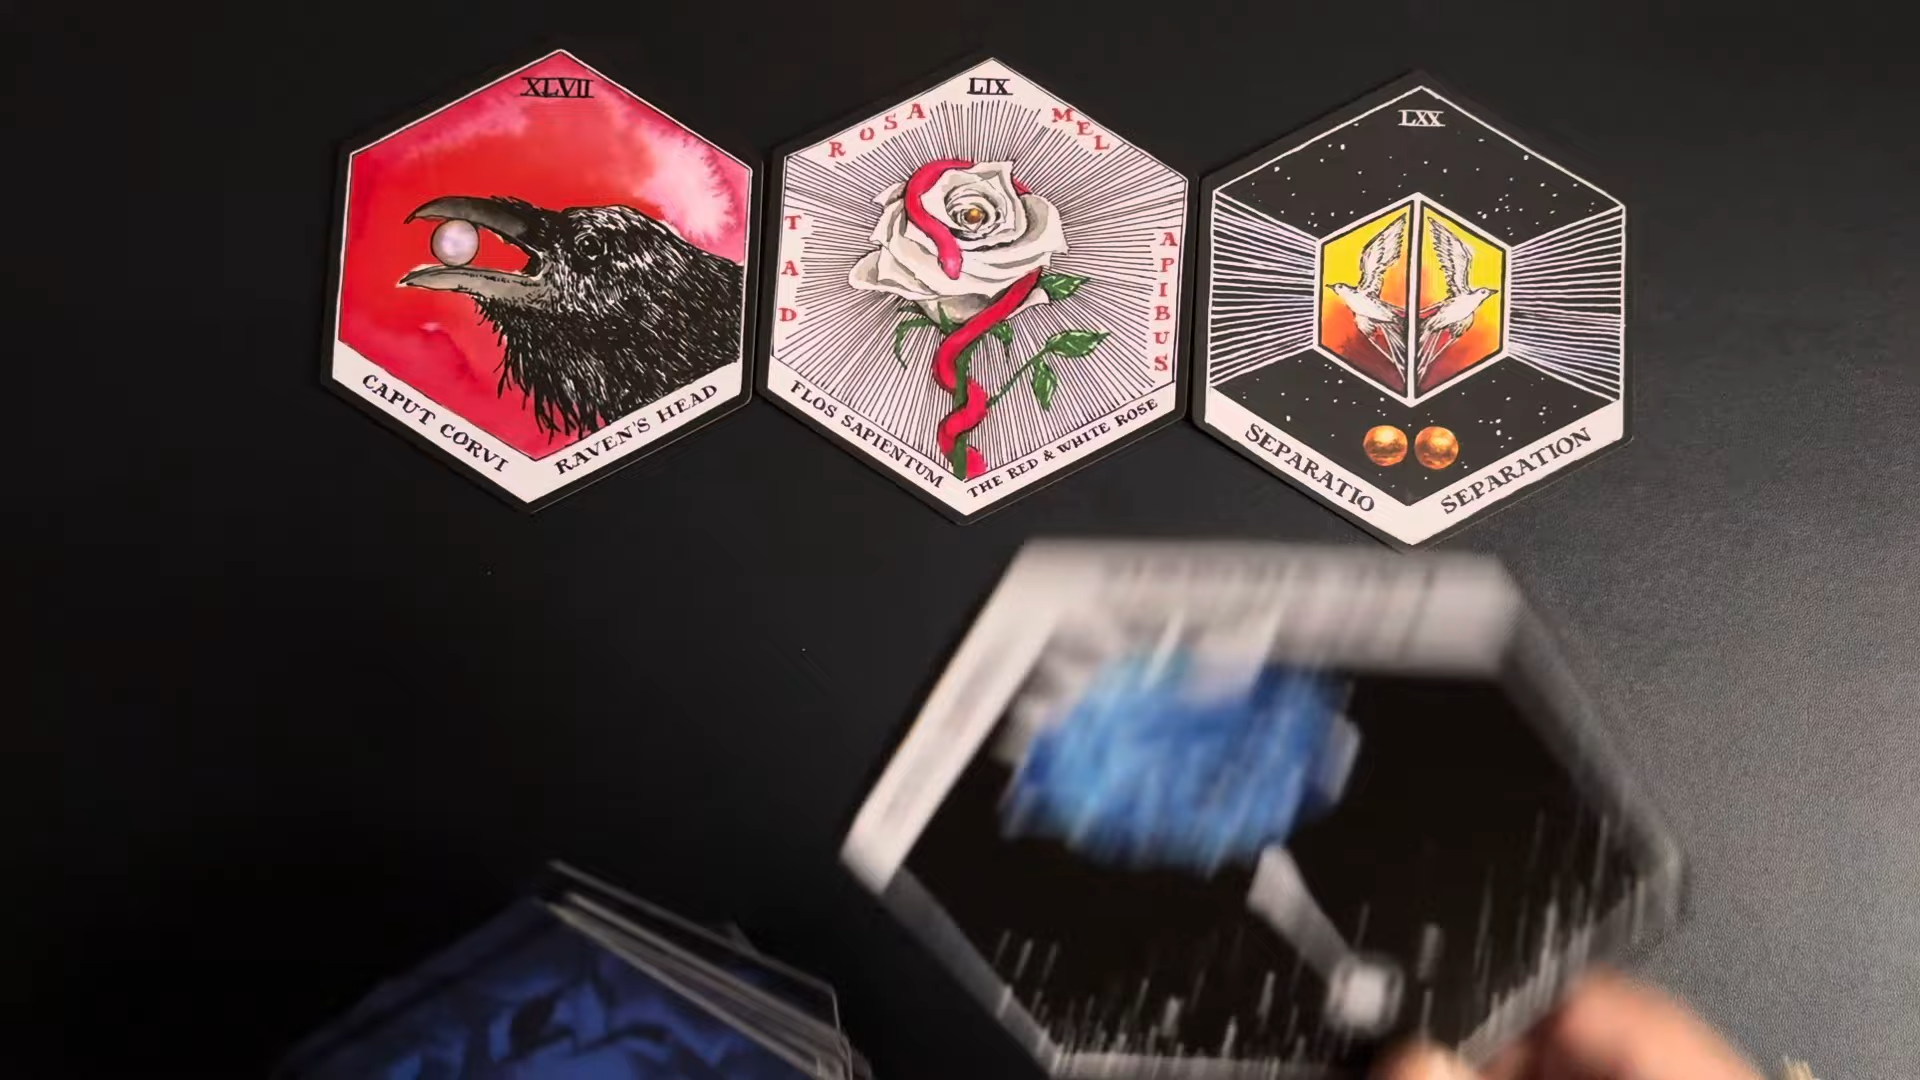 XLVII
CAPUT CORVI
RAVEN'S HEAD
LIX
ROSA
MEL
TAD
APIBUS
FLOS SAPIENTUM
THE RED & WHITE ROSE
LXX
SEPARATIO
SEPARATION